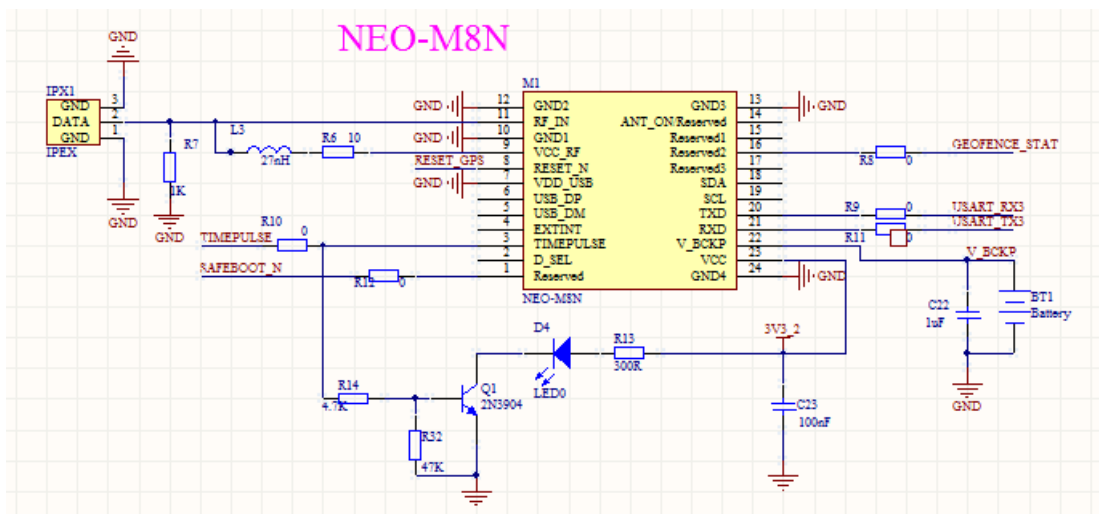 NEO-M8N
GND
IPX1
GND 3
DATA 2
GND 1
IPEX
GND
R7
1K
GND
L3
27nH
R6 10
M1
GND 12 GND2
11 RF_IN
GND 10 GND1
9 VCC_RF
RESET_GPS 8 RESET_N
GND 7 VDD_USB
6 USB_DP
5 USB_DM
4 EXTINT
TIMEPULSE R10 0 3 TIMEPULSE
2 D_SEL
SAFEBOOT_N R12 0 1 Reserved
GND3 13 GND
ANT_ON/Reserved 14
Reserved1 15
Reserved2 16 R8 0 GEOFENCE_STAT
Reserved3 17
SDA 18
SCL 19
TXD 20 R9 0 USART_RX3
RXD 21 R11 0 USART_TX3
V_BCKP 22 V_BCKP
VCC 23
GND4 24 GND
NEO-M8N
C22
1uF
BT1
Battery
GND
D4
LED0
R13
300R
3V3_2
C23
100nF
R14
4.7K
Q1
2N3904
R32
47K